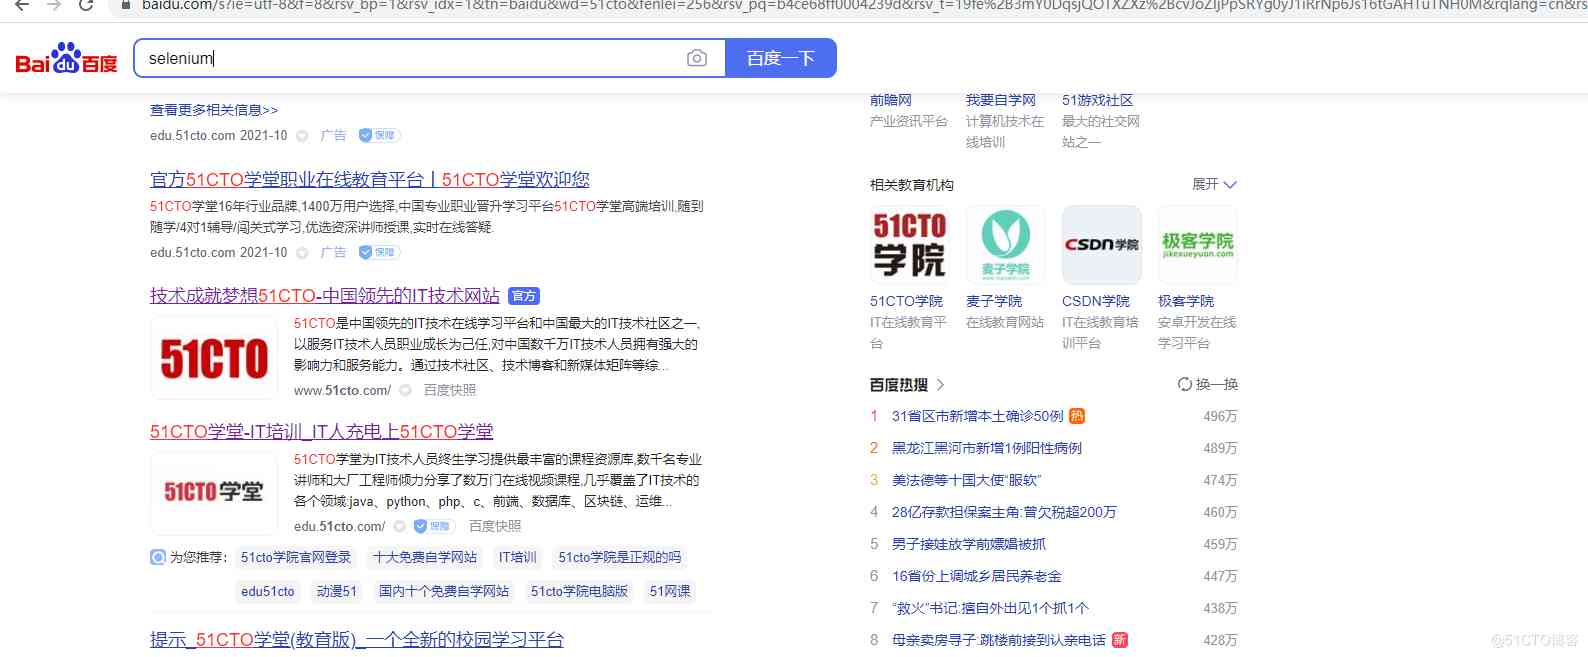 baidu.com/s?ie=utf-8&f=8&rsv_bp=1&rsv_idx=1&tn=baidu&wd=51cto&fenlei=256&rsv_pq=b4ce68ff0004239d&rsv_t=
Bai du 百度
selenium
百度一下
查看更多相关信息>>
edu.51cto.com 2021-10 广告 保障
官方51CTO学堂职业在线教育平台丨51CTO学堂欢迎您
51CTO学堂16年行业品牌,1400万用户选择,中国专业职业晋升学习平台51CTO学堂高端培训,随到
随学/4对1辅导/闯关式学习,优选资深讲师授课,实时在线答疑.
edu.51cto.com 2021-10 广告 保障
技术成就梦想51CTO-中国领先的IT技术网站 官方
51CTO
51CTO是中国领先的IT技术在线学习平台和中国最大的IT技术社区之一,
以服务IT技术人员职业成长为己任,对中国数千万IT技术人员拥有强大的
影响力和服务能力。通过技术社区、技术博客和新媒体矩阵等综...
www.51cto.com/ 百度快照
51CTO学堂-IT培训_IT人充电上51CTO学堂
51CTO学堂
51CTO学堂为IT技术人员终生学习提供最丰富的课程资源库,数千名专业
讲师和大厂工程师倾力分享了数万门在线视频课程,几乎覆盖了IT技术的
各个领域:java、python、php、c、前端、数据库、区块链、运维...
edu.51cto.com/ 保障 百度快照
为您推荐: 51cto学院官网登录 十大免费自学网站 IT培训 51cto学院是正规的吗
edu51cto 动漫51 国内十个免费自学网站 51cto学院电脑版 51网课
提示_51CTO学堂(教育版)_一个全新的校园学习平台
前瞻网 我要自学网 51游戏社区
产业资讯平台 计算机技术在 最大的社交网
线培训 站之一
相关教育机构 展开
51CTO 学院 麦子学院 CSDN学院 极客学院
jikexueyuan.com
51CTO学院 麦子学院 CSDN学院 极客学院
IT在线教育平 在线教育网站 IT在线教育培 安卓开发在线
台 训平台 学习平台
百度热搜 > 换一换
1 31省区市新增本土确诊50例 热 496万
2 黑龙江黑河市新增1例阳性病例 489万
3 美法德等十国大使“服软” 474万
4 28亿存款担保案主角:曾欠税超200万 460万
5 男子接娃放学前嫖娼被抓 459万
6 16省份上调城乡居民养老金 447万
7 “救火”书记:擅自外出见1个抓1个 438万
8 母亲卖房寻子:跳楼前接到认亲电话 新 428万
@51CTO博客